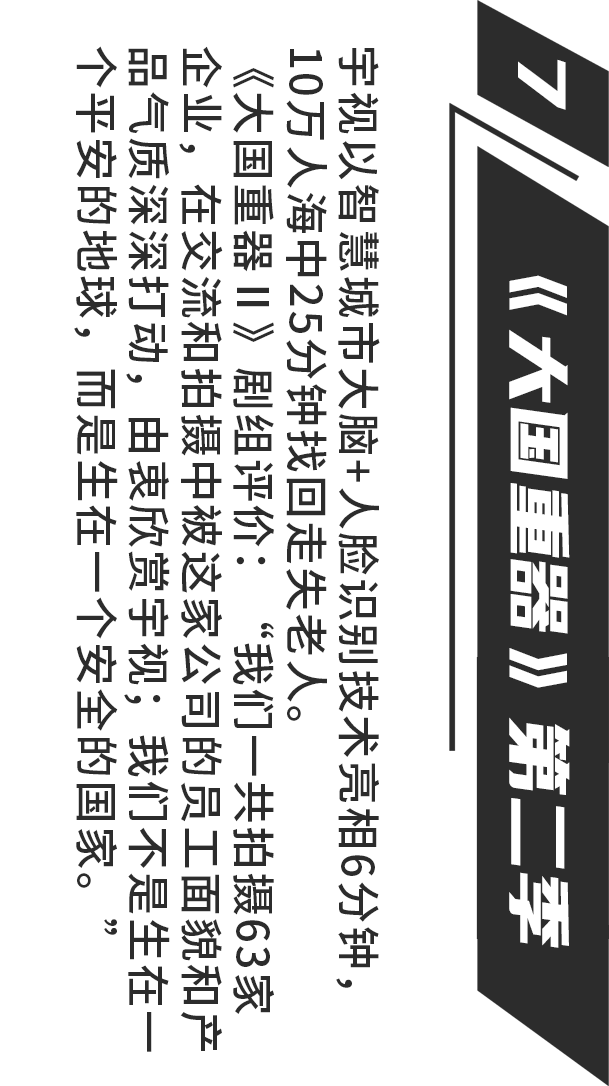 7
《大国重器》第二季
宇视以智慧城市大脑+人脸识别技术亮相6分钟，
10万人海中25分钟找回走失老人。
《大国重器Ⅱ》剧组评价：“我们一共拍摄63家
企业，在交流和拍摄中被这家公司的员工面貌和产
品气质深深打动，由衷欣赏宇视；我们不是生在一
个平安的地球，而是生在一个安全的国家。”